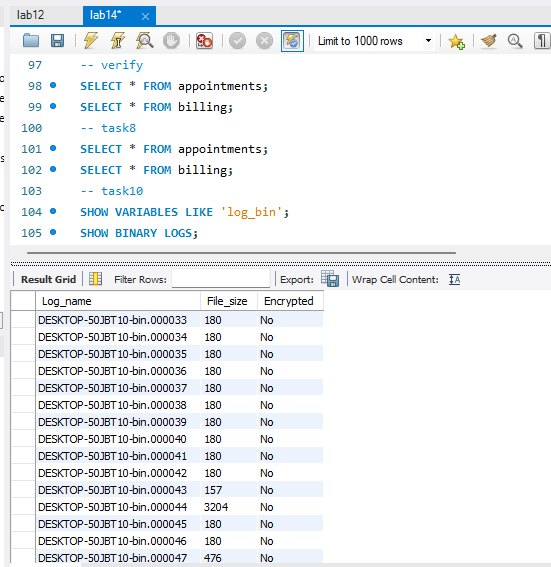 lab12
lab14*
Limit to 1000 rows
97 -- verify
98 SELECT * FROM appointments;
99 SELECT * FROM billing;
100 -- task8
101 SELECT * FROM appointments;
102 SELECT * FROM billing;
103 -- task10
104 SHOW VARIABLES LIKE 'log_bin';
105 SHOW BINARY LOGS;
Result Grid Filter Rows: Export: Wrap Cell Content:
Log_name File_size Encrypted
DESKTOP-50JBT10-bin.000033 180 No
DESKTOP-50JBT10-bin.000034 180 No
DESKTOP-50JBT10-bin.000035 180 No
DESKTOP-50JBT10-bin.000036 180 No
DESKTOP-50JBT10-bin.000037 180 No
DESKTOP-50JBT10-bin.000038 180 No
DESKTOP-50JBT10-bin.000039 180 No
DESKTOP-50JBT10-bin.000040 180 No
DESKTOP-50JBT10-bin.000041 180 No
DESKTOP-50JBT10-bin.000042 180 No
DESKTOP-50JBT10-bin.000043 157 No
DESKTOP-50JBT10-bin.000044 3204 No
DESKTOP-50JBT10-bin.000045 180 No
DESKTOP-50JBT10-bin.000046 180 No
DESKTOP-50JBT10-bin.000047 476 No